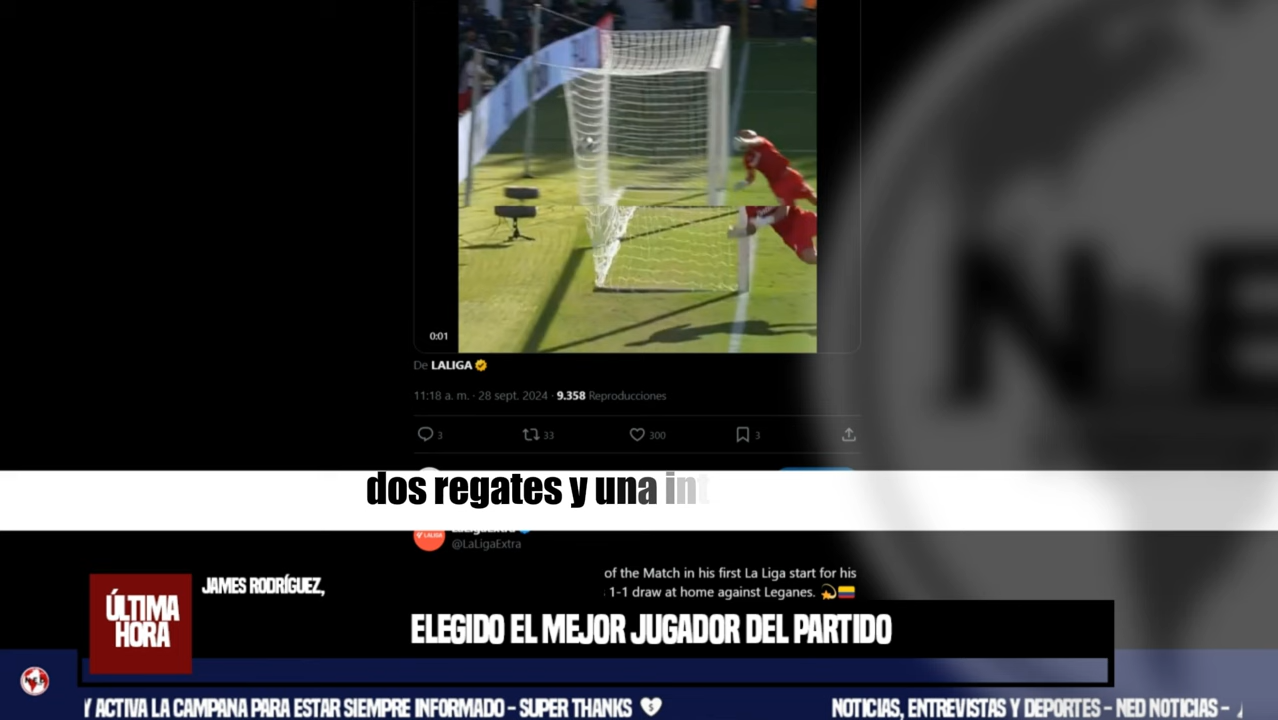 0:01
De LALIGA
11:18 a. m. · 28 sept. 2024 · 9.358 Reproducciones
3 33 300 3
dos regates y una int
LALIGA
@LaLigaExtra
of the Match in his first La Liga start for his
1-1 draw at home against Leganes.
ÚLTIMA
HORA
JAMES RODRÍGUEZ,
ELEGIDO EL MEJOR JUGADOR DEL PARTIDO
Y ACTIVA LA CAMPANA PARA ESTAR SIEMPRE INFORMADO - SUPER THANKS
NOTICIAS, ENTREVISTAS Y DEPORTES - NED NOTICIAS -
N E